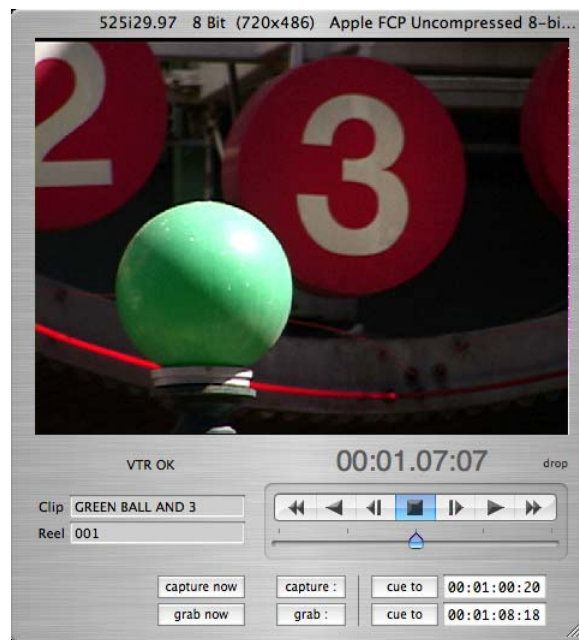 525i29.97 8 Bit (720x486) Apple FCP Uncompressed 8-bi...
2
3
VTR OK
00:01.07:07
drop
Clip GREEN BALL AND 3
Reel 001
capture now
capture :
cue to
00:01:00:20
grab now
grab :
cue to
00:01:08:18